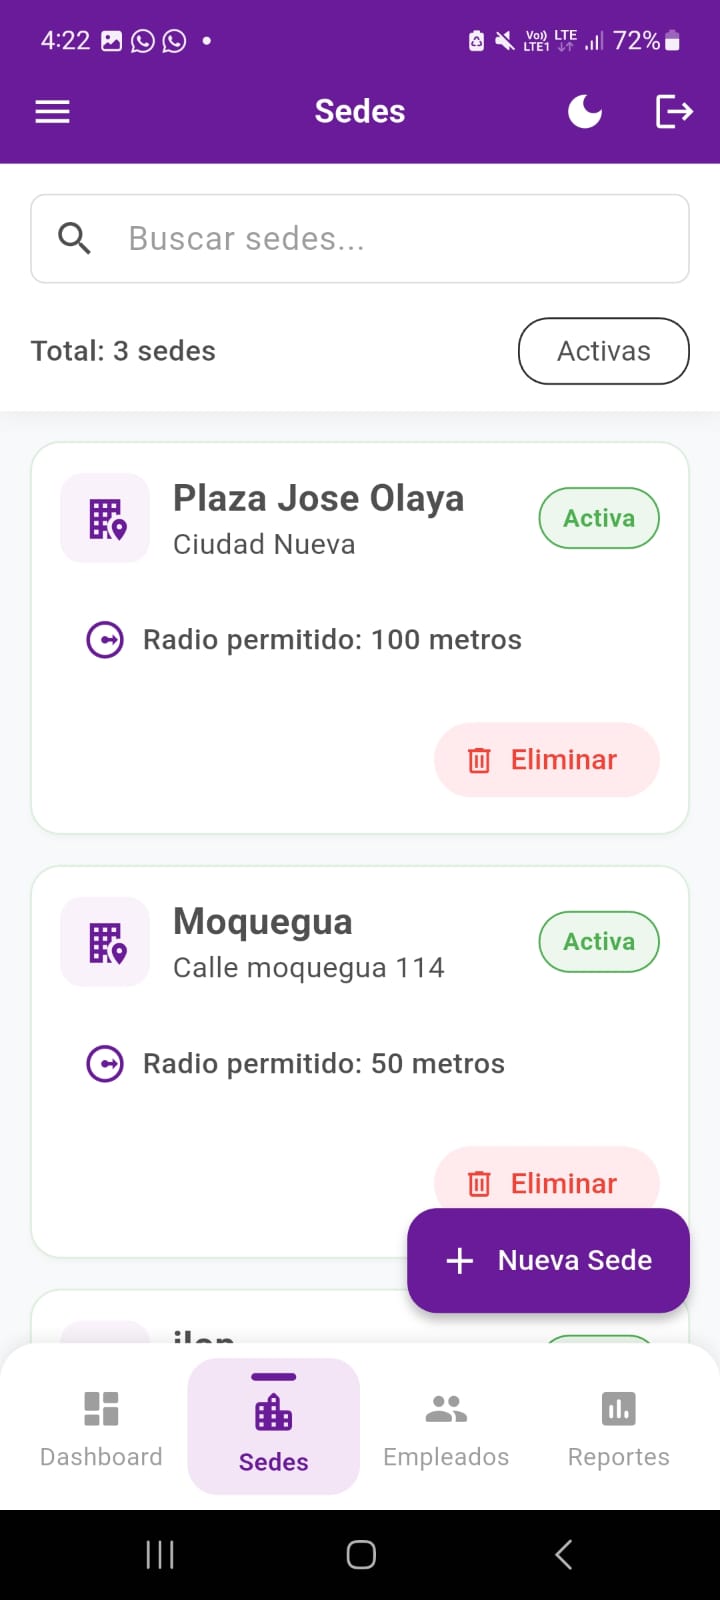 4:22
Vo)) LTE
LTE1
72%
Sedes
Buscar sedes...
Total: 3 sedes
Activas
Plaza Jose Olaya
Activa
Ciudad Nueva
Radio permitido: 100 metros
Eliminar
Moquegua
Activa
Calle moquegua 114
Radio permitido: 50 metros
Eliminar
+ Nueva Sede
Dashboard
Sedes
Empleados
Reportes